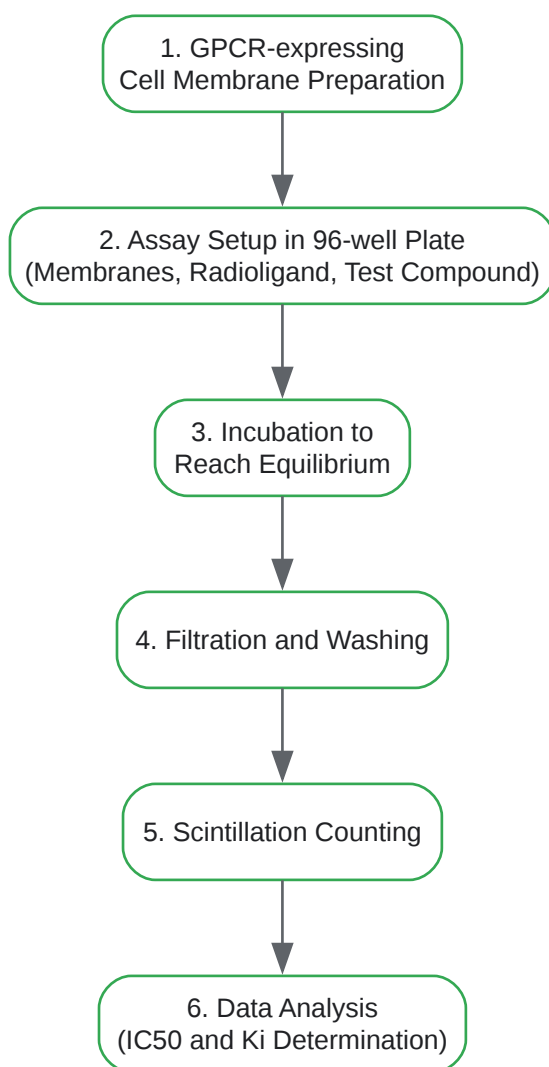 1. GPCR-expressing
Cell Membrane Preparation
2. Assay Setup in 96-well Plate
(Membranes, Radioligand, Test Compound)
3. Incubation to
Reach Equilibrium
4. Filtration and Washing
5. Scintillation Counting
6. Data Analysis
(IC50 and Ki Determination)